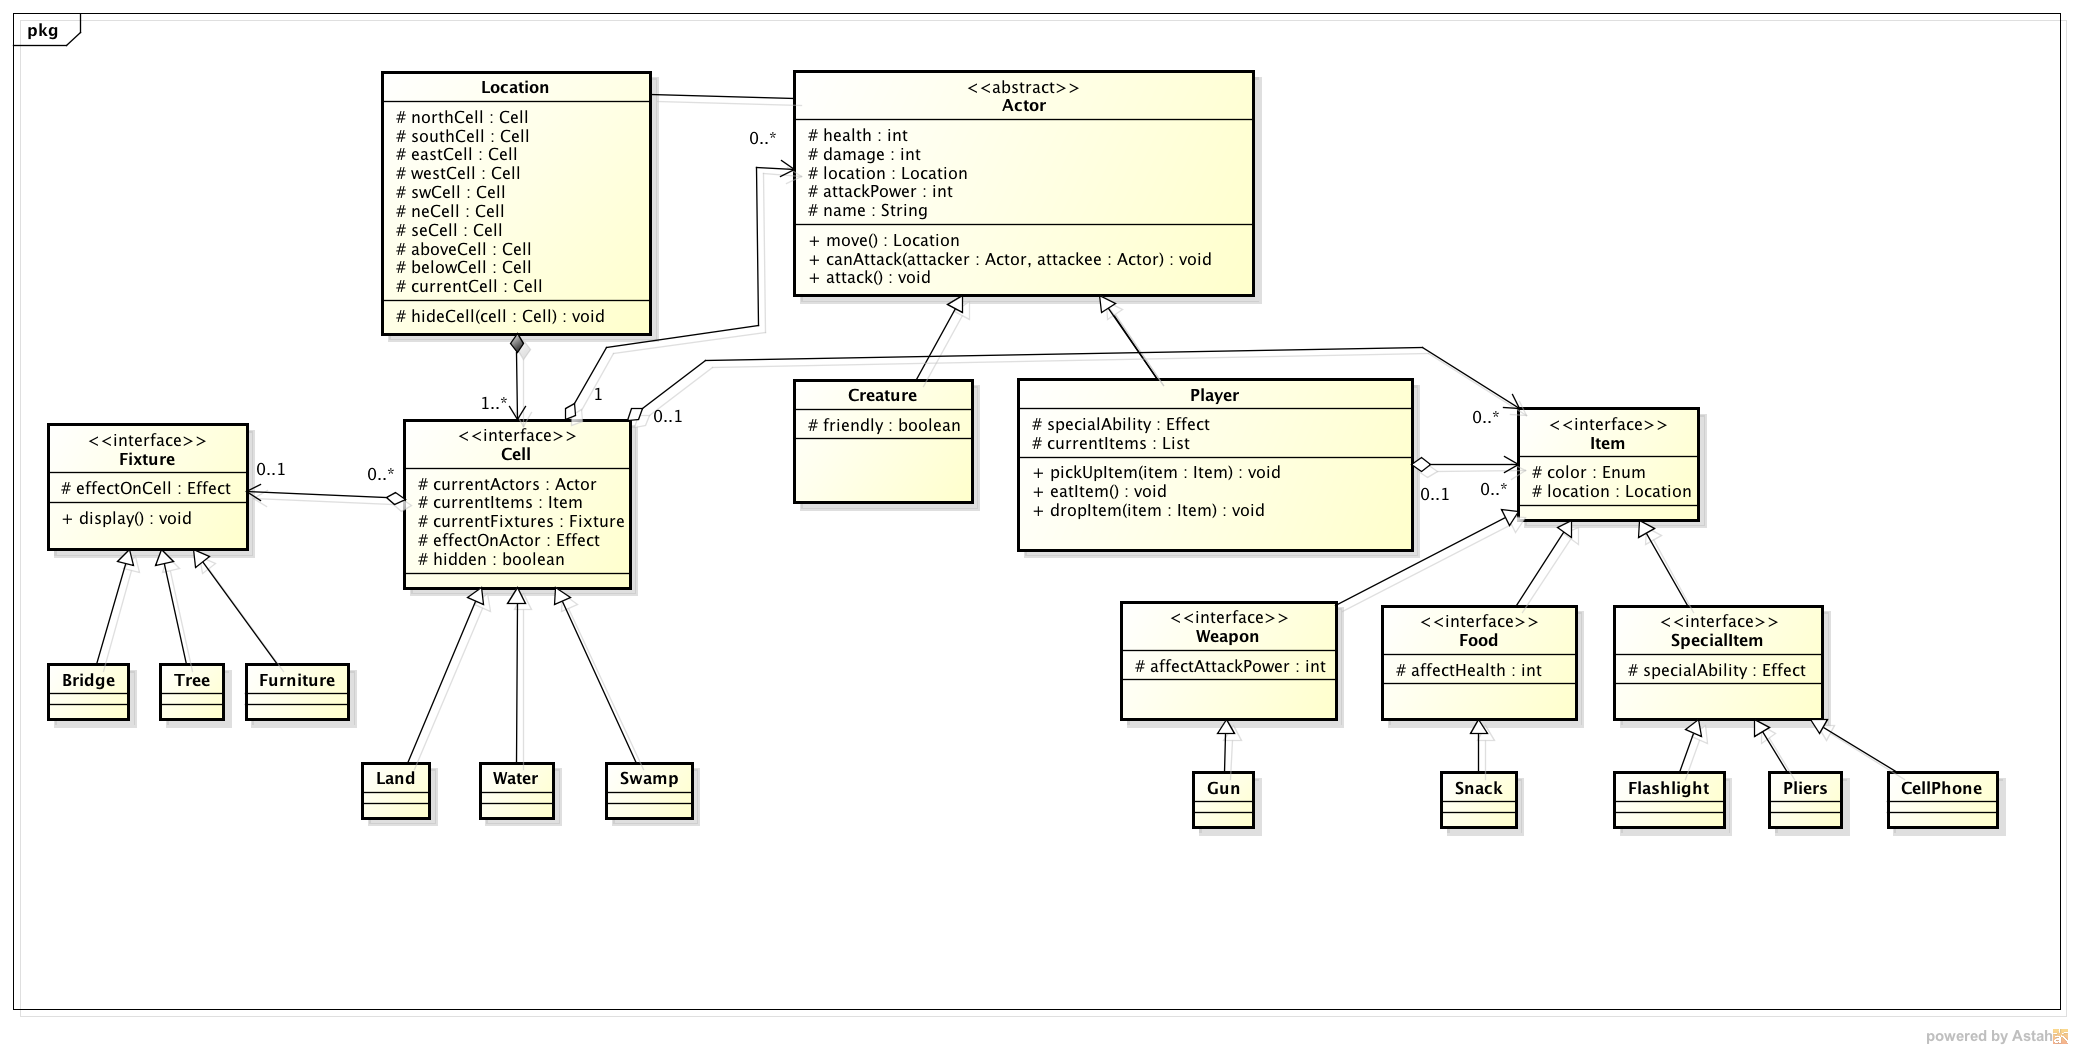 pkg
Location
# northCell : Cell
# southCell : Cell
# eastCell : Cell
# westCell : Cell
# swCell : Cell
# neCell : Cell
# seCell : Cell
# aboveCell : Cell
# belowCell : Cell
# currentCell : Cell
# hideCell(cell : Cell) : void
<<abstract>>
Actor
# health : int
# damage : int
# location : Location
# attackPower : int
# name : String
+ move() : Location
+ canAttack(attacker : Actor, attackee : Actor) : void
+ attack() : void
0..*
1..*
1
0..1
0..*
Creature
# friendly : boolean
Player
# specialAbility : Effect
# currentItems : List
+ pickUpItem(item : Item) : void
+ eatItem() : void
+ dropItem(item : Item) : void
0..1
0..*
<<interface>>
Item
# color : Enum
# location : Location
<<interface>>
Fixture
# effectOnCell : Effect
+ display() : void
0..1
0..*
<<interface>>
Cell
# currentActors : Actor
# currentItems : Item
# currentFixtures : Fixture
# effectOnActor : Effect
# hidden : boolean
<<interface>>
Weapon
# affectAttackPower : int
<<interface>>
Food
# affectHealth : int
<<interface>>
SpecialItem
# specialAbility : Effect
Bridge
Tree
Furniture
Land
Water
Swamp
Gun
Snack
Flashlight
Pliers
CellPhone
powered by Astah